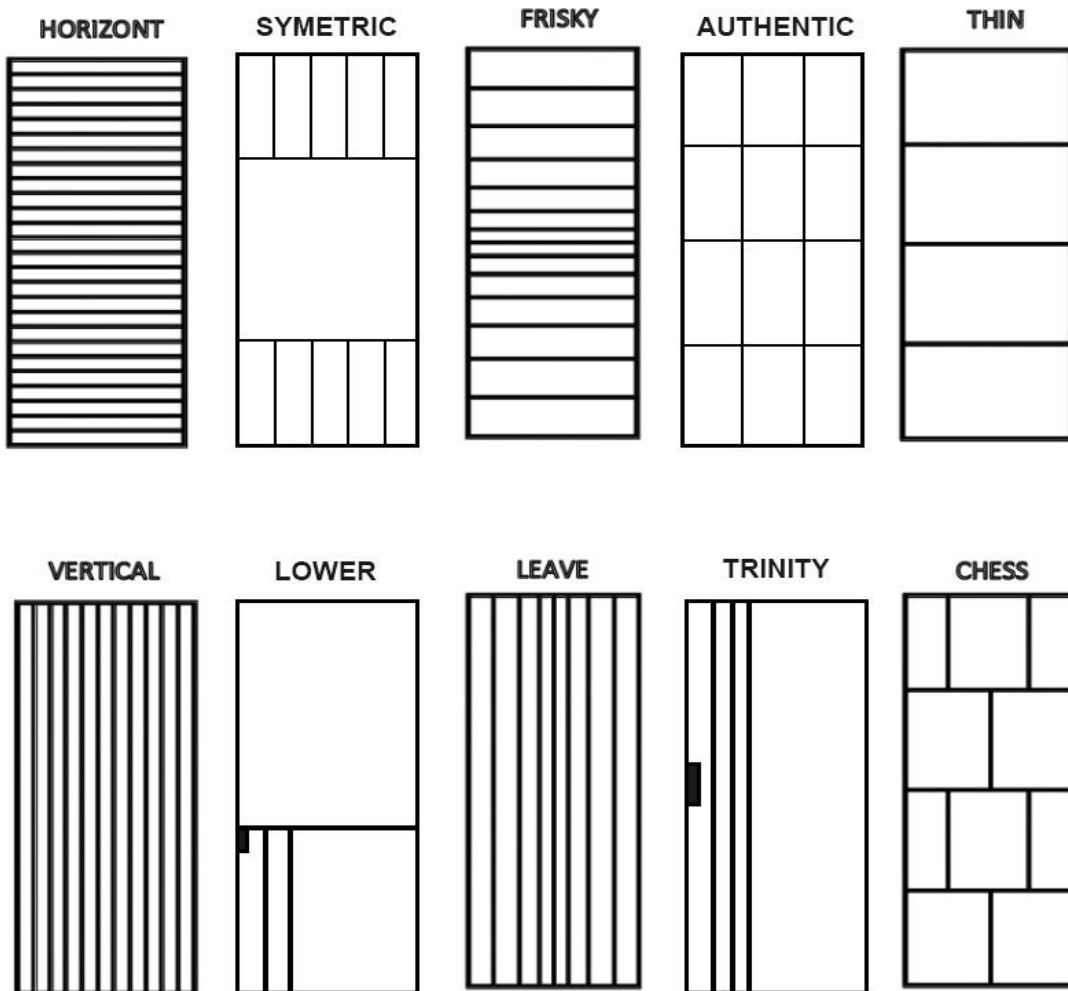 HORIZONT
SYMETRIC
FRISKY
AUTHENTIC
THIN
VERTICAL
LOWER
LEAVE
TRINITY
CHESS